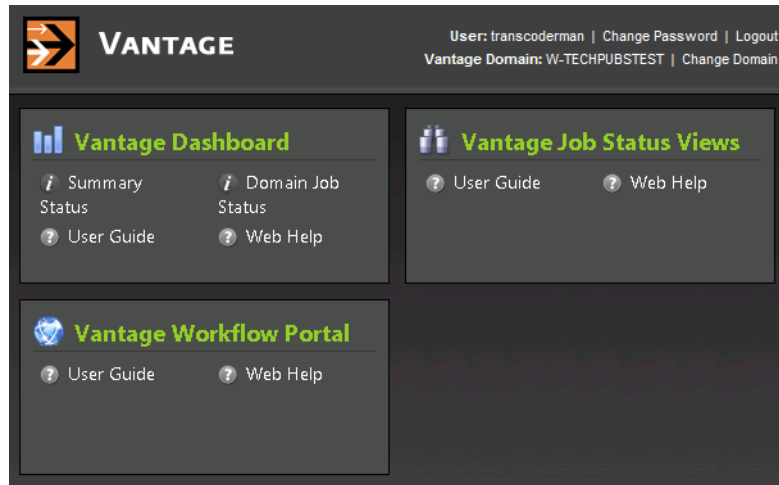 VANTAGE
User: transcoderman | Change Password | Logout
Vantage Domain: W-TECHPUBSTEST | Change Domain
Vantage Dashboard
Summary Status
Domain Job Status
User Guide
Web Help
Vantage Job Status Views
User Guide
Web Help
Vantage Workflow Portal
User Guide
Web Help